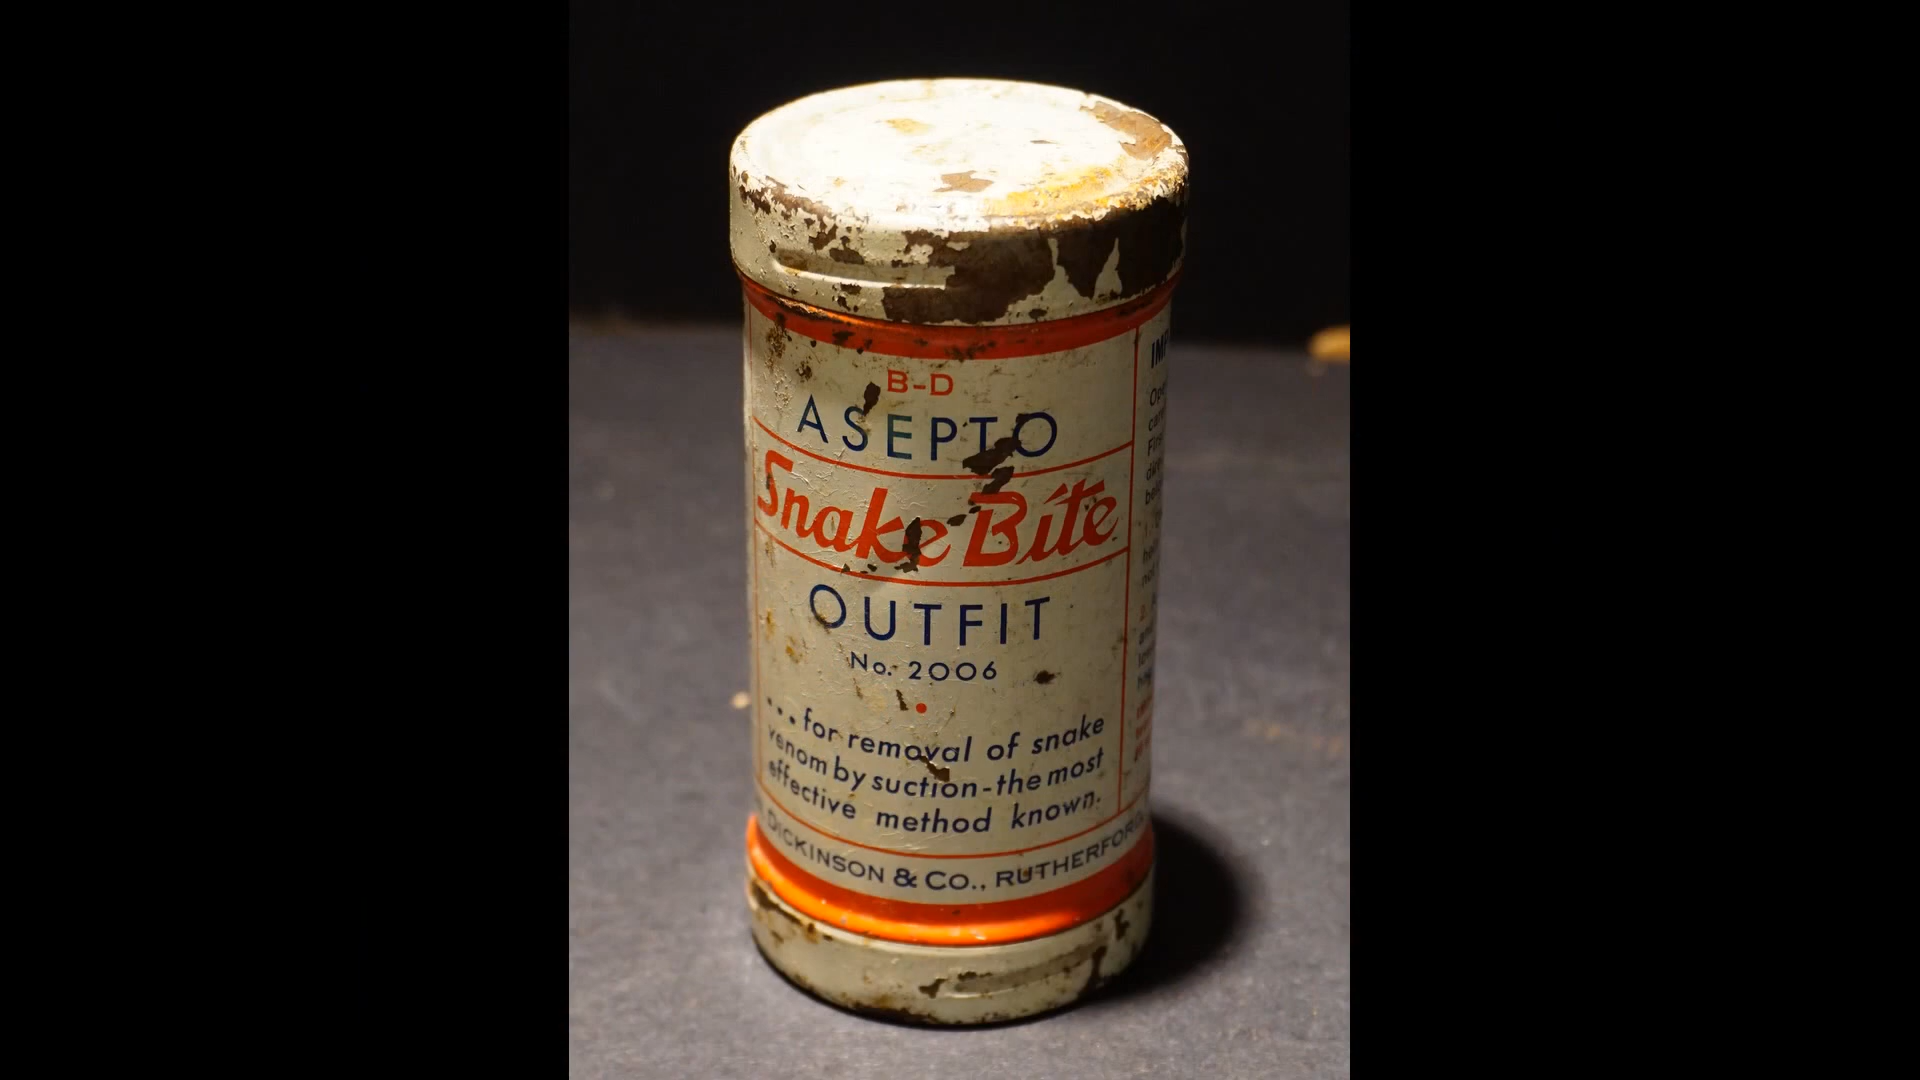 B-D
ASEPTO
Snake Bite
OUTFIT
No. 2006
...for removal of snake
venom by suction-the most
effective method known.
DICKINSON & CO., RUTHERFORD